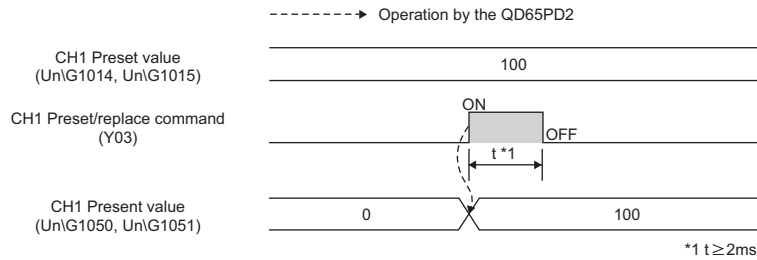 Operation by the QD65PD2
CH1 Preset value
(Un\G1014, Un\G1015)
100
CH1 Preset/replace command
(Y03)
ON
OFF
t *1
CH1 Present value
(Un\G1050, Un\G1051)
0
100
*1 t≧2ms